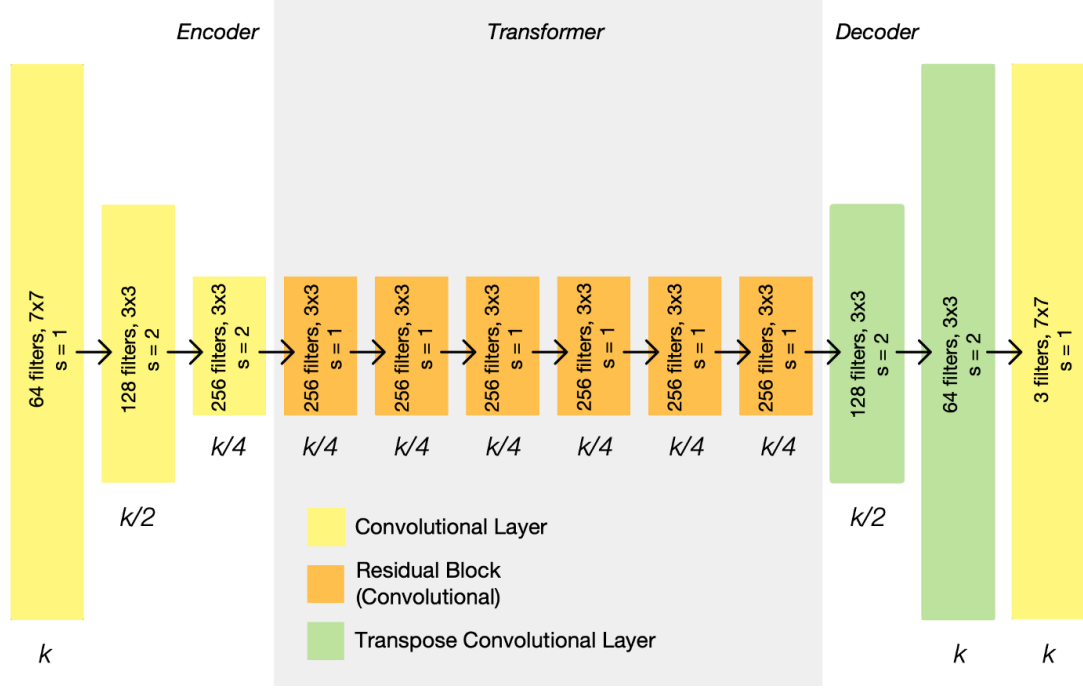 Encoder
Transformer
Decoder
64 filters, 7x7
s = 1
128 filters, 3x3
s = 2
256 filters, 3x3
s = 2
256 filters, 3x3
s = 1
256 filters, 3x3
s = 1
256 filters, 3x3
s = 1
256 filters, 3x3
s = 1
256 filters, 3x3
s = 1
256 filters, 3x3
s = 1
128 filters, 3x3
s = 2
64 filters, 3x3
s = 2
3 filters, 7x7
s = 1
k
k/2
k/4
k/4
k/4
k/4
k/4
k/4
k/4
k/2
k
k
Convolutional Layer
Residual Block
(Convolutional)
Transpose Convolutional Layer